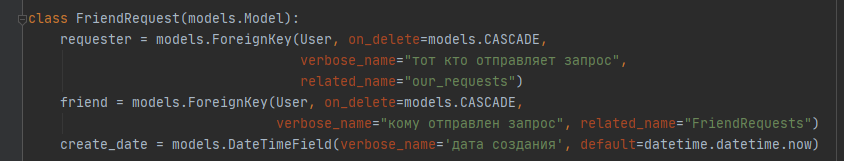 class FriendRequest(models.Model):
    requester = models.ForeignKey(User, on_delete=models.CASCADE,
                                  verbose_name="тот кто отправляет запрос",
                                  related_name="our_requests")
    friend = models.ForeignKey(User, on_delete=models.CASCADE,
                               verbose_name="кому отправлен запрос", related_name="FriendRequests")
    create_date = models.DateTimeField(verbose_name='дата создания', default=datetime.datetime.now)